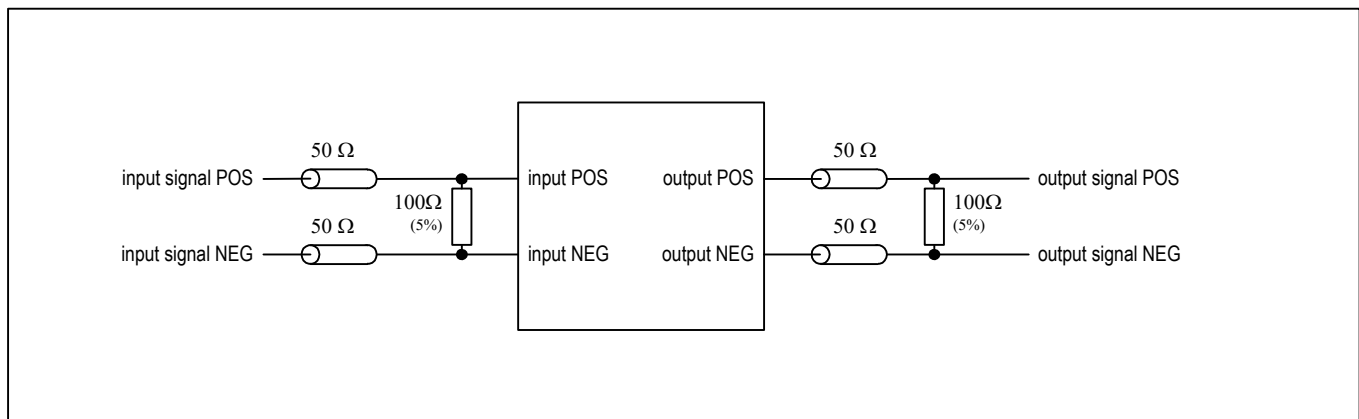 50 Ω
50 Ω
input signal POS
input POS
output POS
output signal POS
100Ω
(5%)
100Ω
(5%)
50 Ω
50 Ω
input signal NEG
input NEG
output NEG
output signal NEG